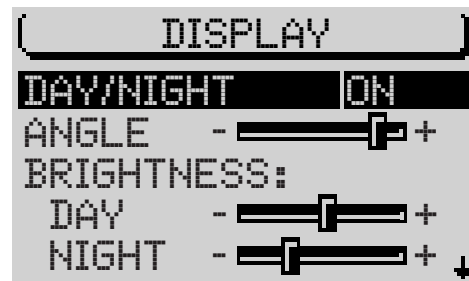 DISPLAY
DAY/NIGHT ON
ANGLE - +
BRIGHTNESS:
DAY - +
NIGHT - +